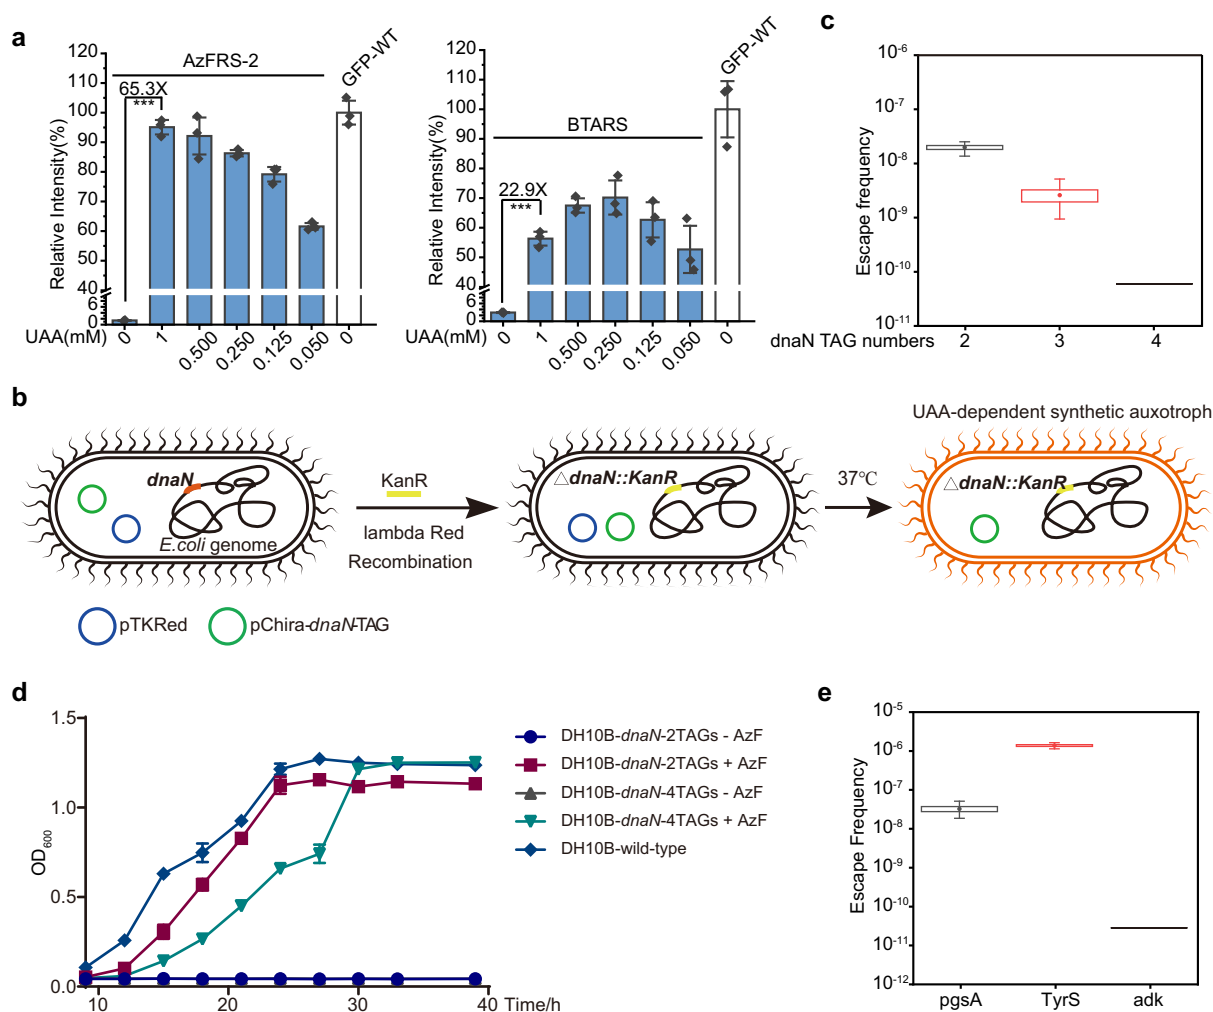 a
AzFRS-2
GFP-WT
65.3X
***
Relative Intensity(%)
120
110
100
90
80
70
60
50
40
6
3
0
UAA(mM)
0
1
0.500
0.250
0.125
0.050
0
BTARS
GFP-WT
22.9X
***
Relative Intensity(%)
120
110
100
90
80
70
60
50
40
6
3
0
UAA(mM)
0
1
0.500
0.250
0.125
0.050
0
c
Escape frequency
10-6
10-7
10-8
10-9
10-10
10-11
dnaN TAG numbers
2
3
4
b
dnaN
E.coli genome
KanR
lambda Red
Recombination
△dnaN::KanR
37℃
UAA-dependent synthetic auxotroph
△dnaN::KanR
pTKRed
pChira-dnaN-TAG
d
OD600
1.5
1.0
0.5
0.0
10
20
30
40
Time/h
DH10B-dnaN-2TAGs - AzF
DH10B-dnaN-2TAGs + AzF
DH10B-dnaN-4TAGs - AzF
DH10B-dnaN-4TAGs + AzF
DH10B-wild-type
e
Escape Frequency
10-5
10-6
10-7
10-8
10-9
10-10
10-11
10-12
pgsA
TyrS
adk